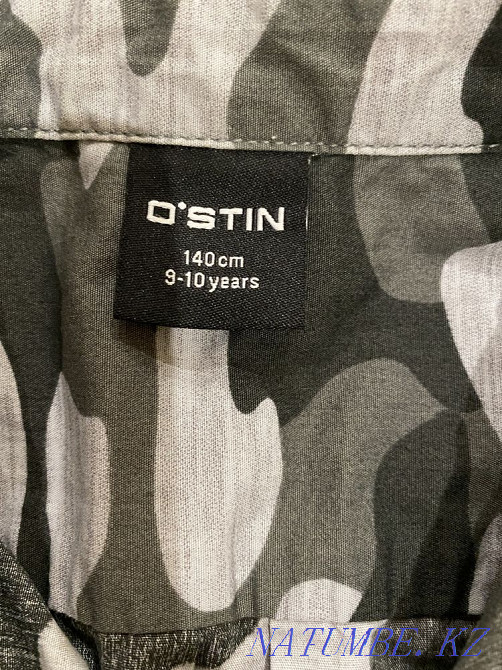 O'STIN
140 cm
9-10 years
NATUMBE. KZ